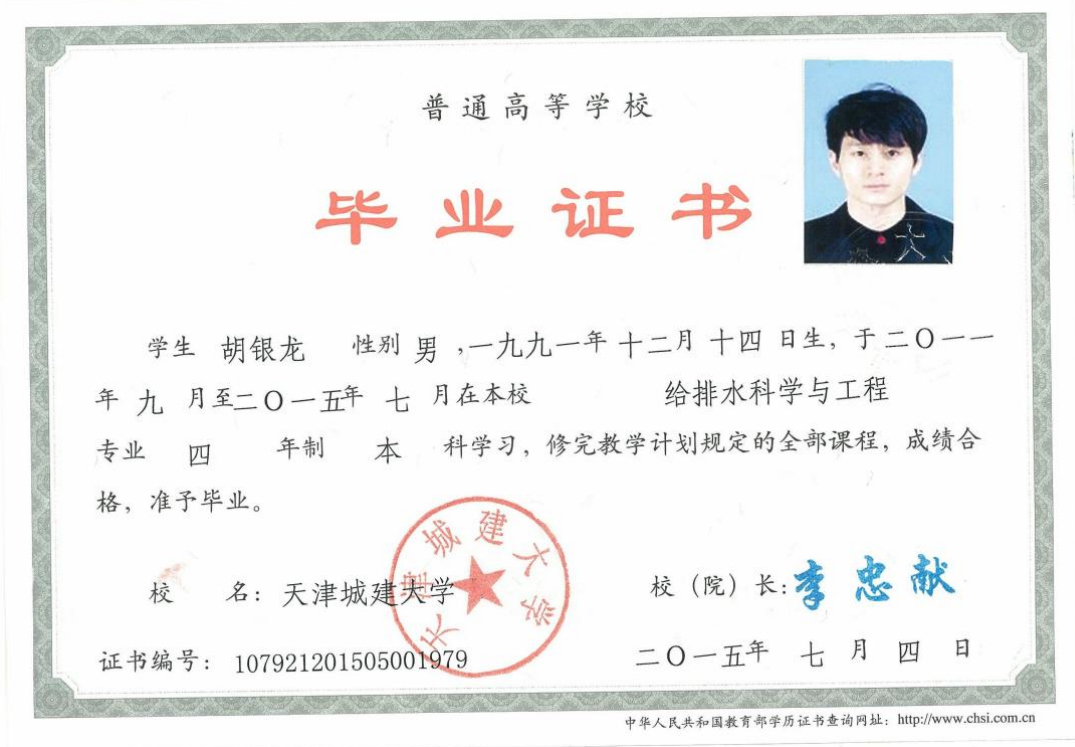 普通高等学校
毕业证书
学生 胡银龙 性别 男 ,一九九一年 十二月 十四 日生, 于二〇一一
年 九 月至二〇一五年 七 月在本校 给排水科学与工程
专业 四 年制 本 科学习, 修完教学计划规定的全部课程, 成绩合
格, 准予毕业。
天津城建大学
校 名: 天津城建大学 校 (院) 长: 李忠献
证书编号: 107921201505001979 二〇一五年 七 月 四 日
中华人民共和国教育部学历证书查询网址: http://www.chsi.com.cn